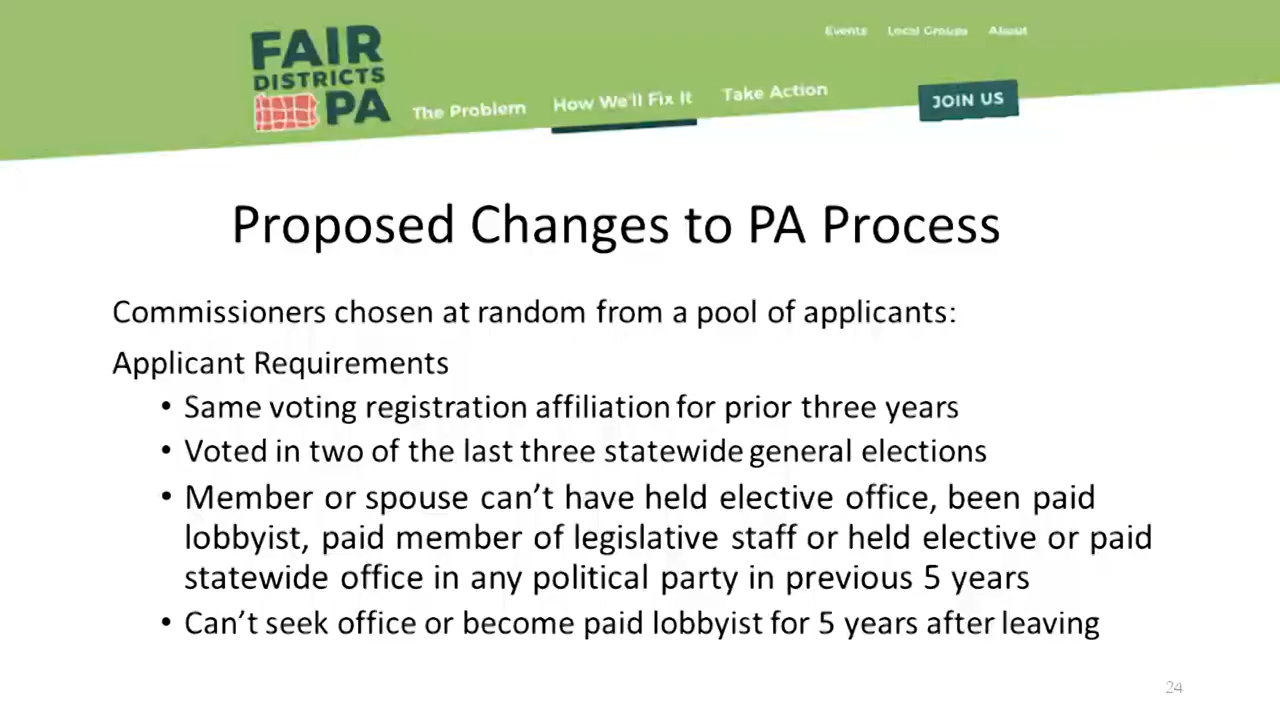 Events Local Groups About
FAIR
DISTRICTS
PA
The Problem How We'll Fix It Take Action JOIN US
Proposed Changes to PA Process
Commissioners chosen at random from a pool of applicants:
Applicant Requirements
• Same voting registration affiliation for prior three years
• Voted in two of the last three statewide general elections
• Member or spouse can’t have held elective office, been paid
lobbyist, paid member of legislative staff or held elective or paid
statewide office in any political party in previous 5 years
• Can’t seek office or become paid lobbyist for 5 years after leaving
24